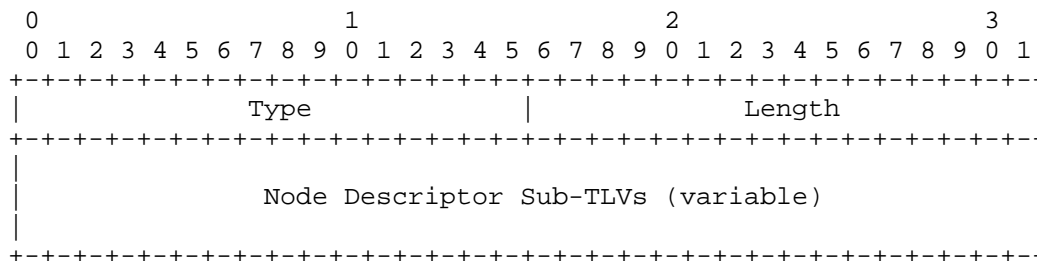 0                   1                   2                   3
 0 1 2 3 4 5 6 7 8 9 0 1 2 3 4 5 6 7 8 9 0 1 2 3 4 5 6 7 8 9 0 1
+-+-+-+-+-+-+-+-+-+-+-+-+-+-+-+-+-+-+-+-+-+-+-+-+-+-+-+-+-+-+-+-
|              Type             |             Length
+-+-+-+-+-+-+-+-+-+-+-+-+-+-+-+-+-+-+-+-+-+-+-+-+-+-+-+-+-+-+-+-
|
|               Node Descriptor Sub-TLVs (variable)
|
+-+-+-+-+-+-+-+-+-+-+-+-+-+-+-+-+-+-+-+-+-+-+-+-+-+-+-+-+-+-+-+-